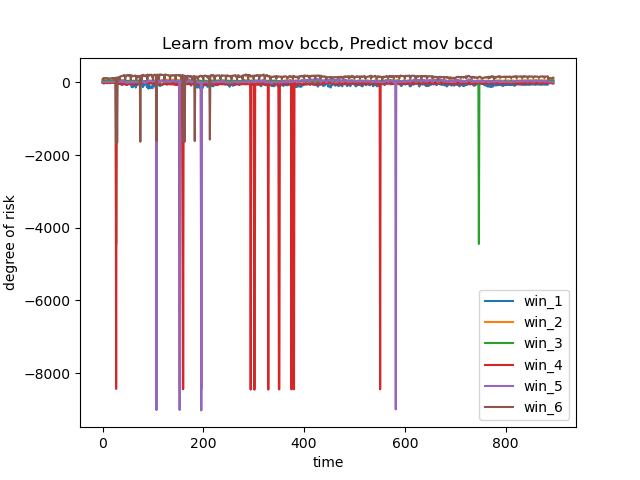 Learn from mov bccb, Predict mov bccd
degree of risk
0
−2000
−4000
−6000
−8000
win_1
win_2
win_3
win_4
win_5
win_6
0 200 400 600 800
time